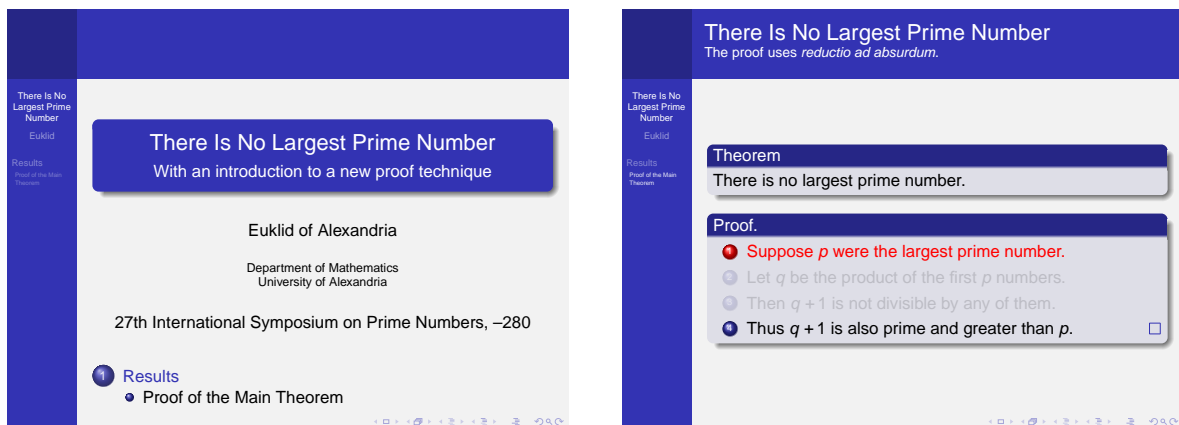 There Is No
Largest Prime
Number
Euklid
Results
Proof of the Main
Theorem
There Is No Largest Prime Number
With an introduction to a new proof technique
Euklid of Alexandria
Department of Mathematics
University of Alexandria
27th International Symposium on Prime Numbers, –280
1 Results
Proof of the Main Theorem
There Is No Largest Prime Number
The proof uses reductio ad absurdum.
There Is No
Largest Prime
Number
Euklid
Results
Proof of the Main
Theorem
Theorem
There is no largest prime number.
Proof.
1 Suppose p were the largest prime number.
2 Let q be the product of the first p numbers.
3 Then q + 1 is not divisible by any of them.
4 Thus q + 1 is also prime and greater than p. □